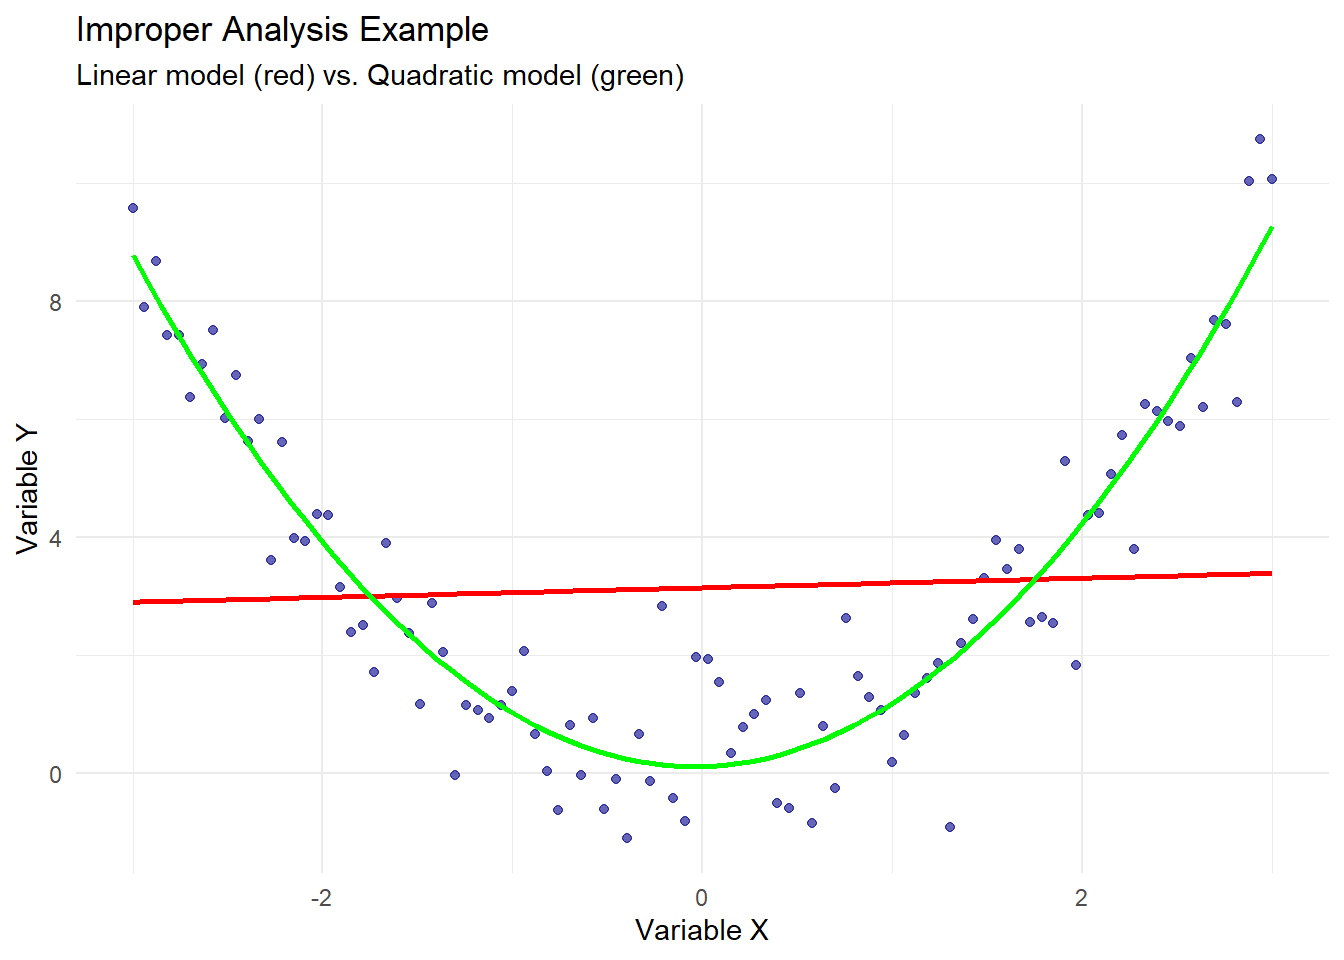 Improper Analysis Example
Linear model (red) vs. Quadratic model (green)
Variable Y
8
4
0
-2
0
2
Variable X